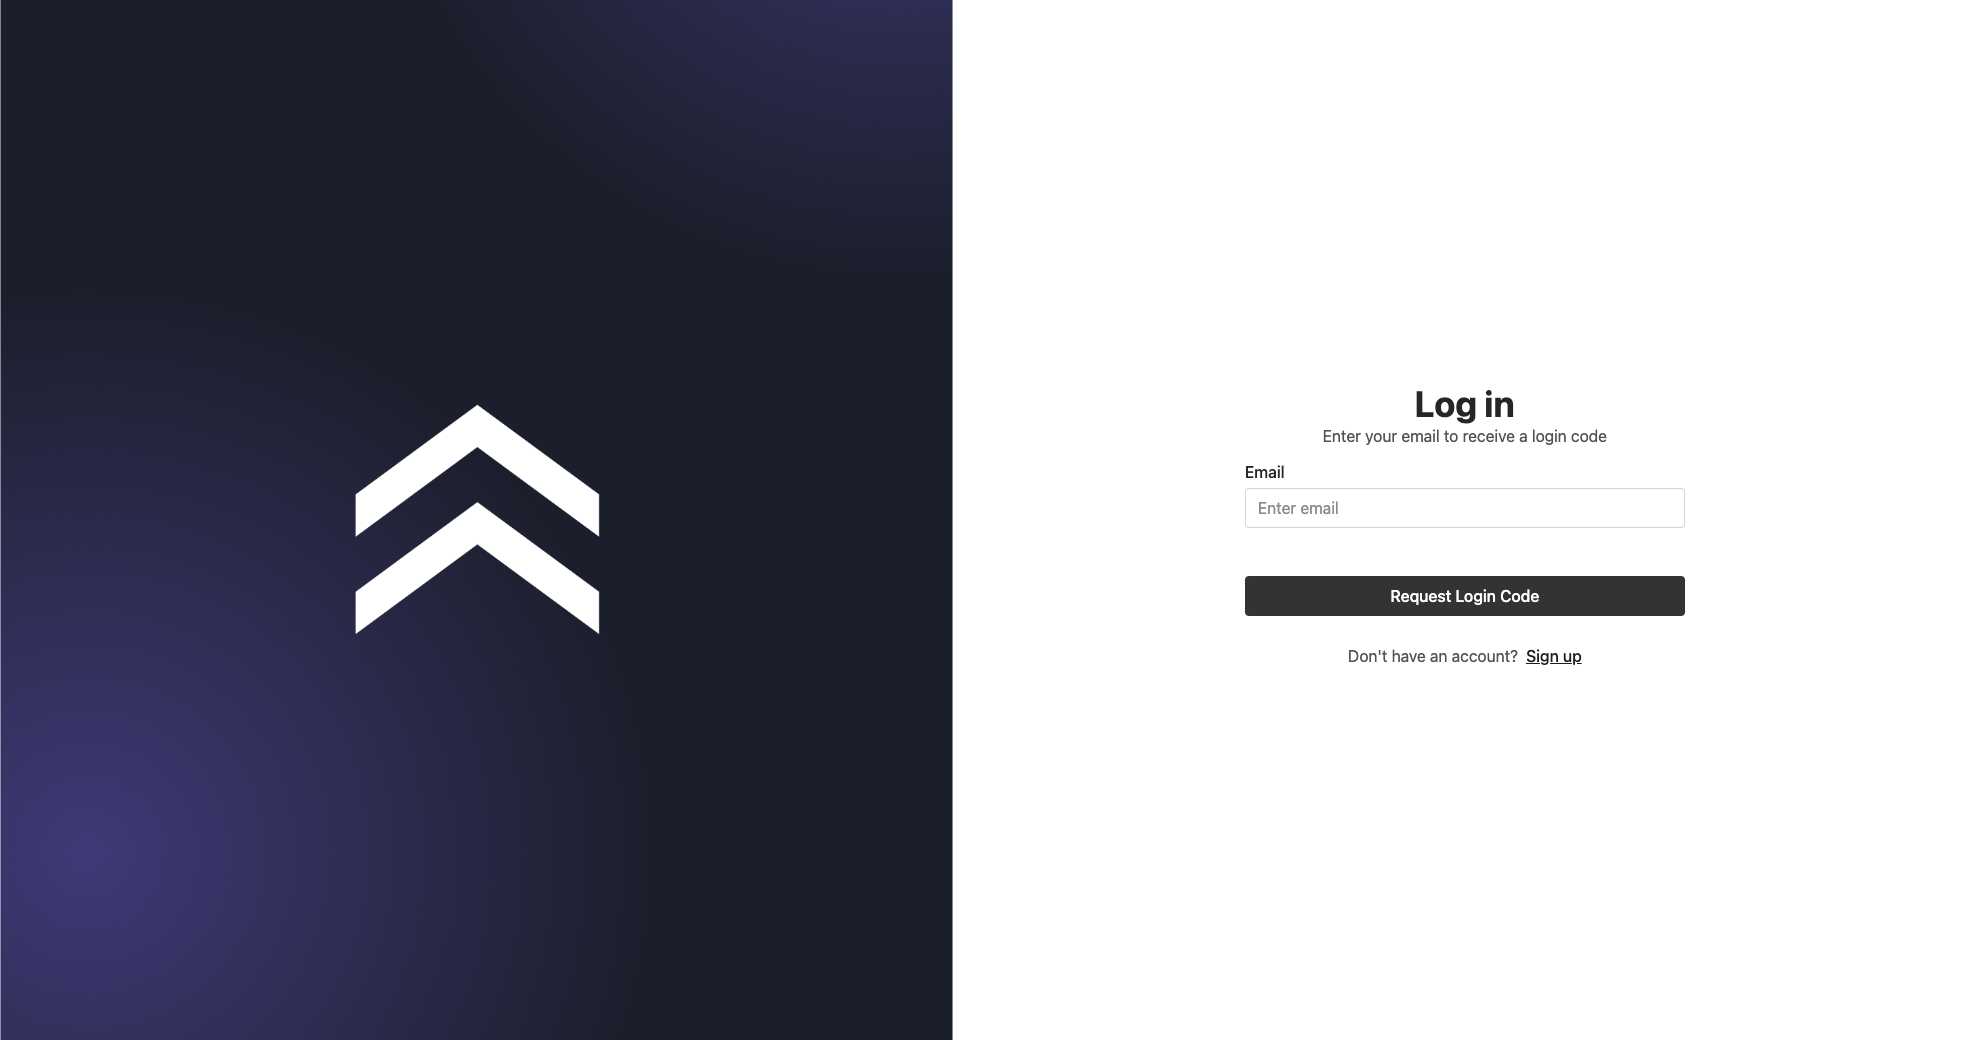 Log in
Enter your email to receive a login code
Email
Enter email
Request Login Code
Don't have an account? Sign up